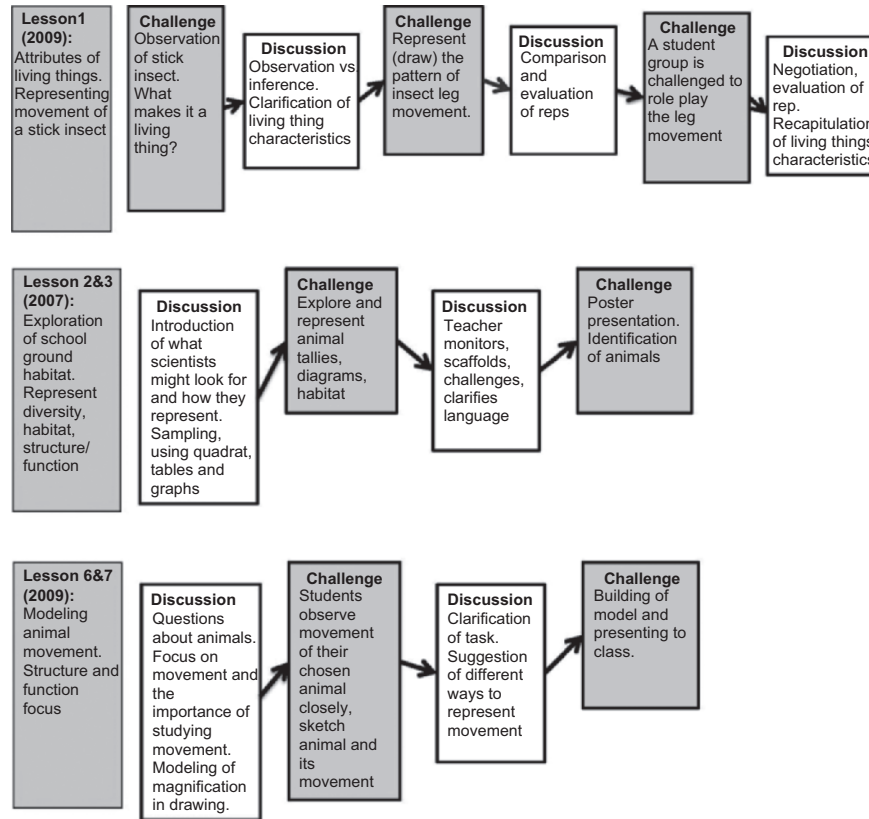 Lesson1
(2009):
Attributes of
living things.
Representing
movement of
a stick insect
Challenge
Observation
of stick
insect.
What
makes it a
living
thing?
Discussion
Observation vs.
inference.
Clarification of
living thing
characteristics
Challenge
Represent
(draw) the
pattern of
insect leg
movement.
Discussion
Comparison
and
evaluation
of reps
Challenge
A student
group is
challenged to
role play
the leg
movement
Discussion
Negotiation,
evaluation of
rep.
Recapitulation
of living things
characteristics
Lesson 2&3
(2007):
Exploration
of school
ground
habitat.
Represent
diversity,
habitat,
structure/
function
Discussion
Introduction
of what
scientists
might look for
and how they
represent.
Sampling,
using quadrat,
tables and
graphs
Challenge
Explore and
represent
animal
tallies,
diagrams,
habitat
Discussion
Teacher
monitors,
scaffolds,
challenges,
clarifies
language
Challenge
Poster
presentation.
Identification
of animals
Lesson 6&7
(2009):
Modeling
animal
movement.
Structure and
function
focus
Discussion
Questions
about animals.
Focus on
movement and
the
importance of
studying
movement.
Modeling of
magnification
in drawing.
Challenge
Students
observe
movement
of their
chosen
animal
closely,
sketch
animal and
its
movement
Discussion
Clarification
of task.
Suggestion
of different
ways to
represent
movement
Challenge
Building of
model and
presenting to
class.